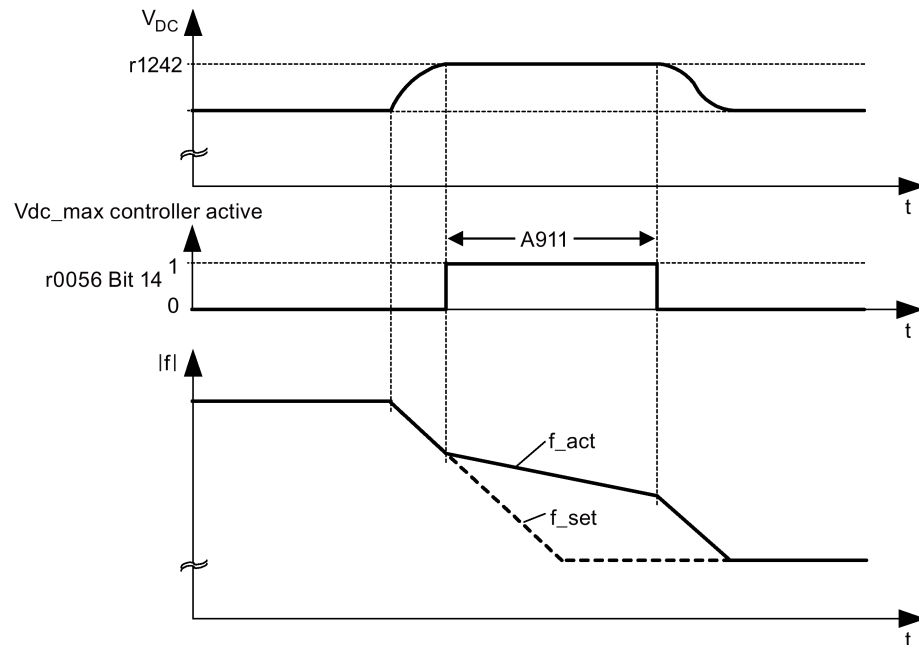 V_DC
r1242
t
Vdc_max controller active
A911
r0056 Bit 14 1
0
t
|f|
f_act
f_set
t